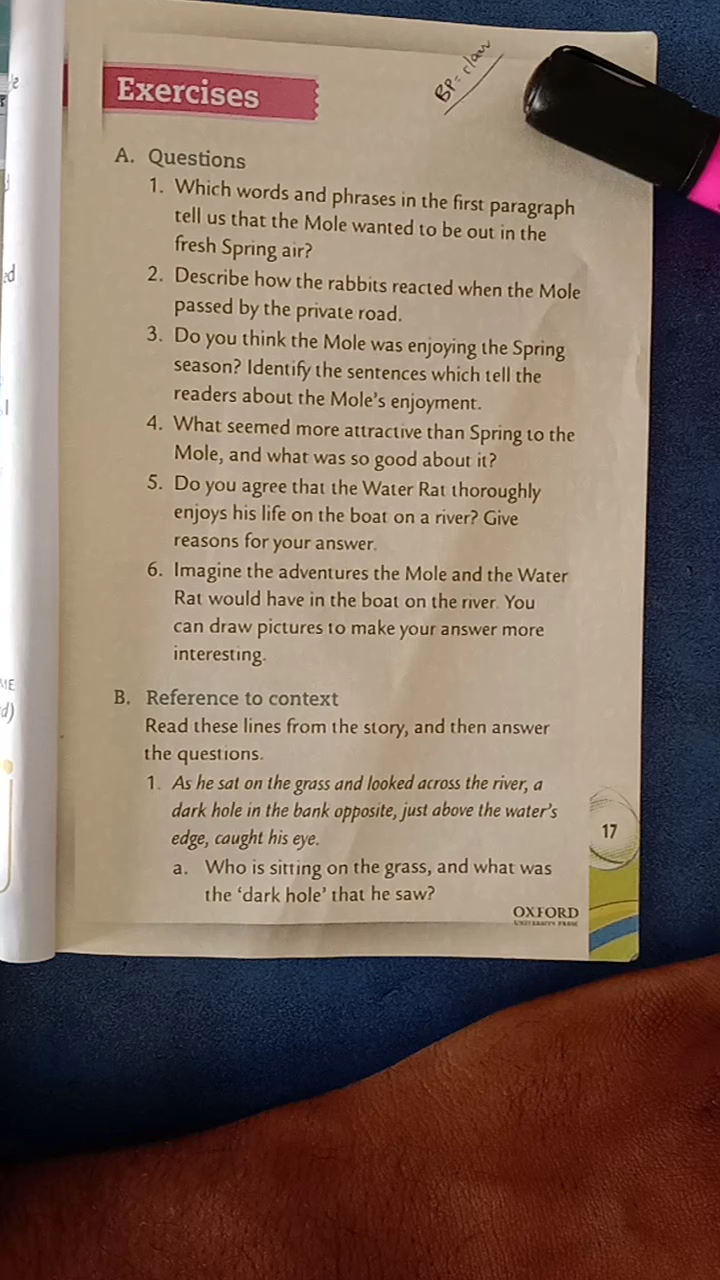 BP = claw
Exercises
A. Questions
1. Which words and phrases in the first paragraph
tell us that the Mole wanted to be out in the
fresh Spring air?
2. Describe how the rabbits reacted when the Mole
passed by the private road.
3. Do you think the Mole was enjoying the Spring
season? Identify the sentences which tell the
readers about the Mole's enjoyment.
4. What seemed more attractive than Spring to the
Mole, and what was so good about it?
5. Do you agree that the Water Rat thoroughly
enjoys his life on the boat on a river? Give
reasons for your answer.
6. Imagine the adventures the Mole and the Water
Rat would have in the boat on the river. You
can draw pictures to make your answer more
interesting.
B. Reference to context
Read these lines from the story, and then answer
the questions.
1. As he sat on the grass and looked across the river, a
dark hole in the bank opposite, just above the water's
edge, caught his eye.
17
a. Who is sitting on the grass, and what was
the 'dark hole' that he saw?
OXFORD
UNIVERSITY PRESS